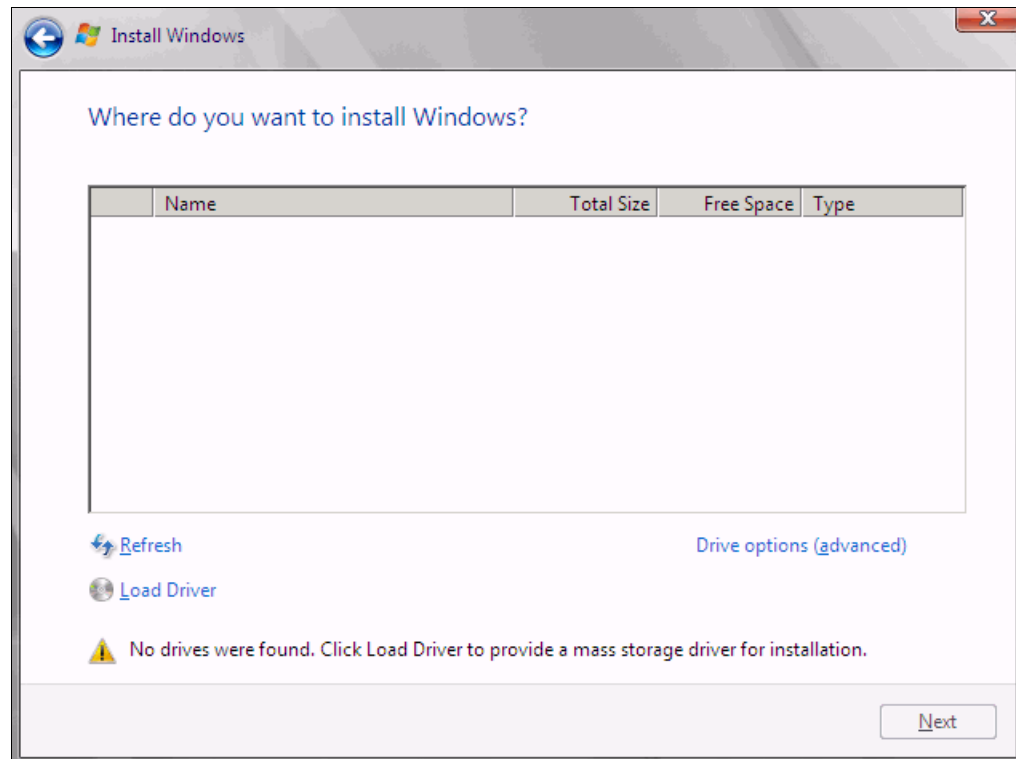 Install Windows
Where do you want to install Windows?
Name Total Size Free Space Type
Refresh Drive options (advanced)
Load Driver
No drives were found. Click Load Driver to provide a mass storage driver for installation.
Next